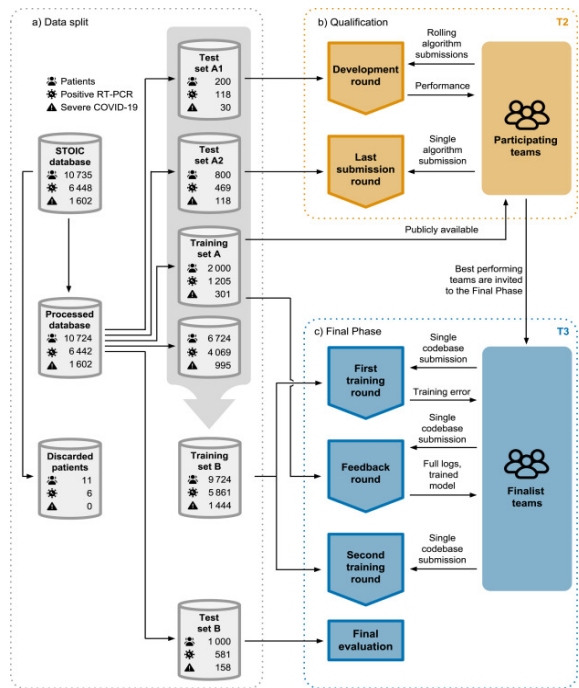 a) Data split
Patients
Positive RT-PCR
Severe COVID-19
STOIC
database
10 735
6 448
1 602
Processed
database
10 724
6 442
1 602
Discarded
patients
11
6
0
Test
set A1
200
118
30
Test
set A2
800
469
118
Training
set A
2 000
1 205
301
6 724
4 069
995
Training
set B
9 724
5 861
1 444
Test
set B
1 000
581
158
b) Qualification
T2
Development
round
Rolling
algorithm
submissions
Performance
Last
submission
round
Single
algorithm
submission
Participating
teams
Publicly available
Best performing
teams are invited
to the Final Phase
c) Final Phase
T3
First
training
round
Single
codebase
submission
Training error
Feedback
round
Single
codebase
submission
Full logs,
trained
model
Second
training
round
Single
codebase
submission
Finalist
teams
Final
evaluation